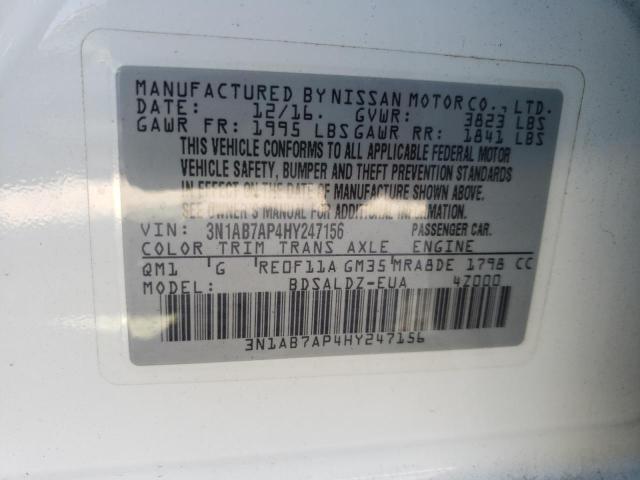 MANUFACTURED BY NISSAN MOTOR CO., LTD.
DATE: 12/16. GVWR: 3823 LBS
GAWR FR: 1995 LBS GAWR RR: 1841 LBS
THIS VEHICLE CONFORMS TO ALL APPLICABLE FEDERAL MOTOR
VEHICLE SAFETY, BUMPER AND THEFT PREVENTION STANDARDS
IN EFFECT ON THE DATE OF MANUFACTURE SHOWN ABOVE.
SEE OWNER'S MANUAL FOR ADDITIONAL INFORMATION.
VIN: 3N1AB7AP4HY247156 PASSENGER CAR.
COLOR TRIM TRANS AXLE ENGINE
QM1 G RE0F11A GM35 MRA8DE 1798 CC
MODEL: BDSALDZ-EUA 4Z000
3N1AB7AP4HY247156